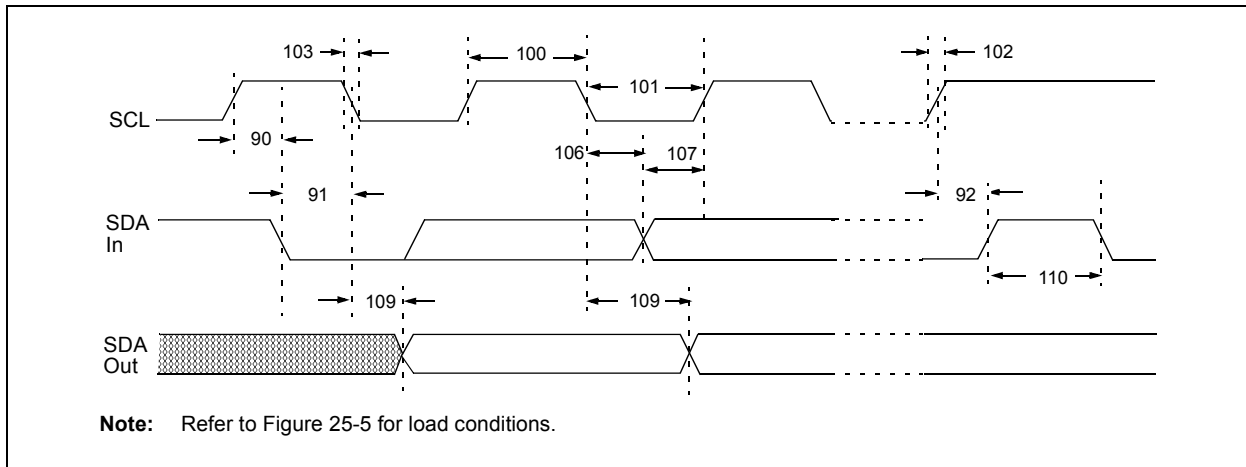 103
100
102
101
SCL
90
106
107
91
92
SDA
In
110
109
109
SDA
Out
Note: Refer to Figure 25-5 for load conditions.